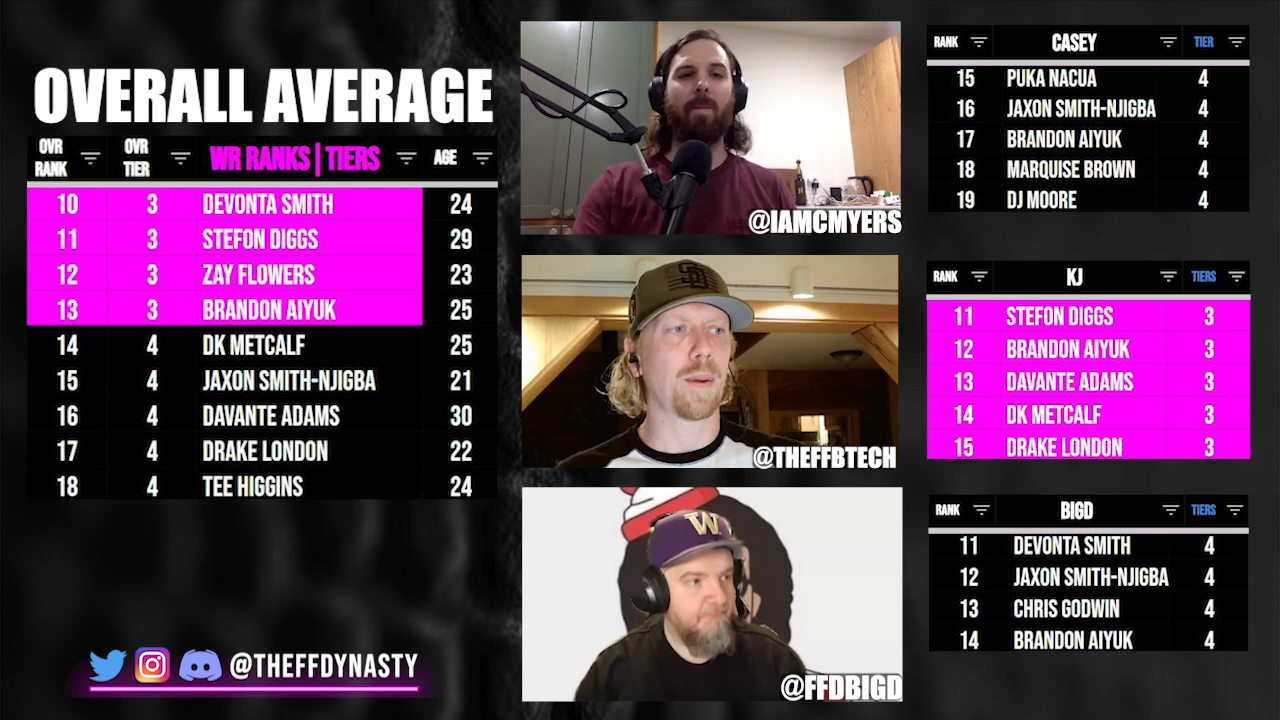 OVERALL AVERAGE
OVR RANK OVR TIER WR RANKS | TIERS AGE
10 3 DEVONTA SMITH 24
11 3 STEFON DIGGS 29
12 3 ZAY FLOWERS 23
13 3 BRANDON AIYUK 25
14 4 DK METCALF 25
15 4 JAXON SMITH-NJIGBA 21
16 4 DAVANTE ADAMS 30
17 4 DRAKE LONDON 22
18 4 TEE HIGGINS 24
@THEFFDYNASTY
@IAMCMYERS
SD
@THEFFBTECH
W
@FFDBIGD
RANK CASEY TIER
15 PUKA NACUA 4
16 JAXON SMITH-NJIGBA 4
17 BRANDON AIYUK 4
18 MARQUISE BROWN 4
19 DJ MOORE 4
RANK KJ TIERS
11 STEFON DIGGS 3
12 BRANDON AIYUK 3
13 DAVANTE ADAMS 3
14 DK METCALF 3
15 DRAKE LONDON 3
RANK BIGD TIERS
11 DEVONTA SMITH 4
12 JAXON SMITH-NJIGBA 4
13 CHRIS GODWIN 4
14 BRANDON AIYUK 4